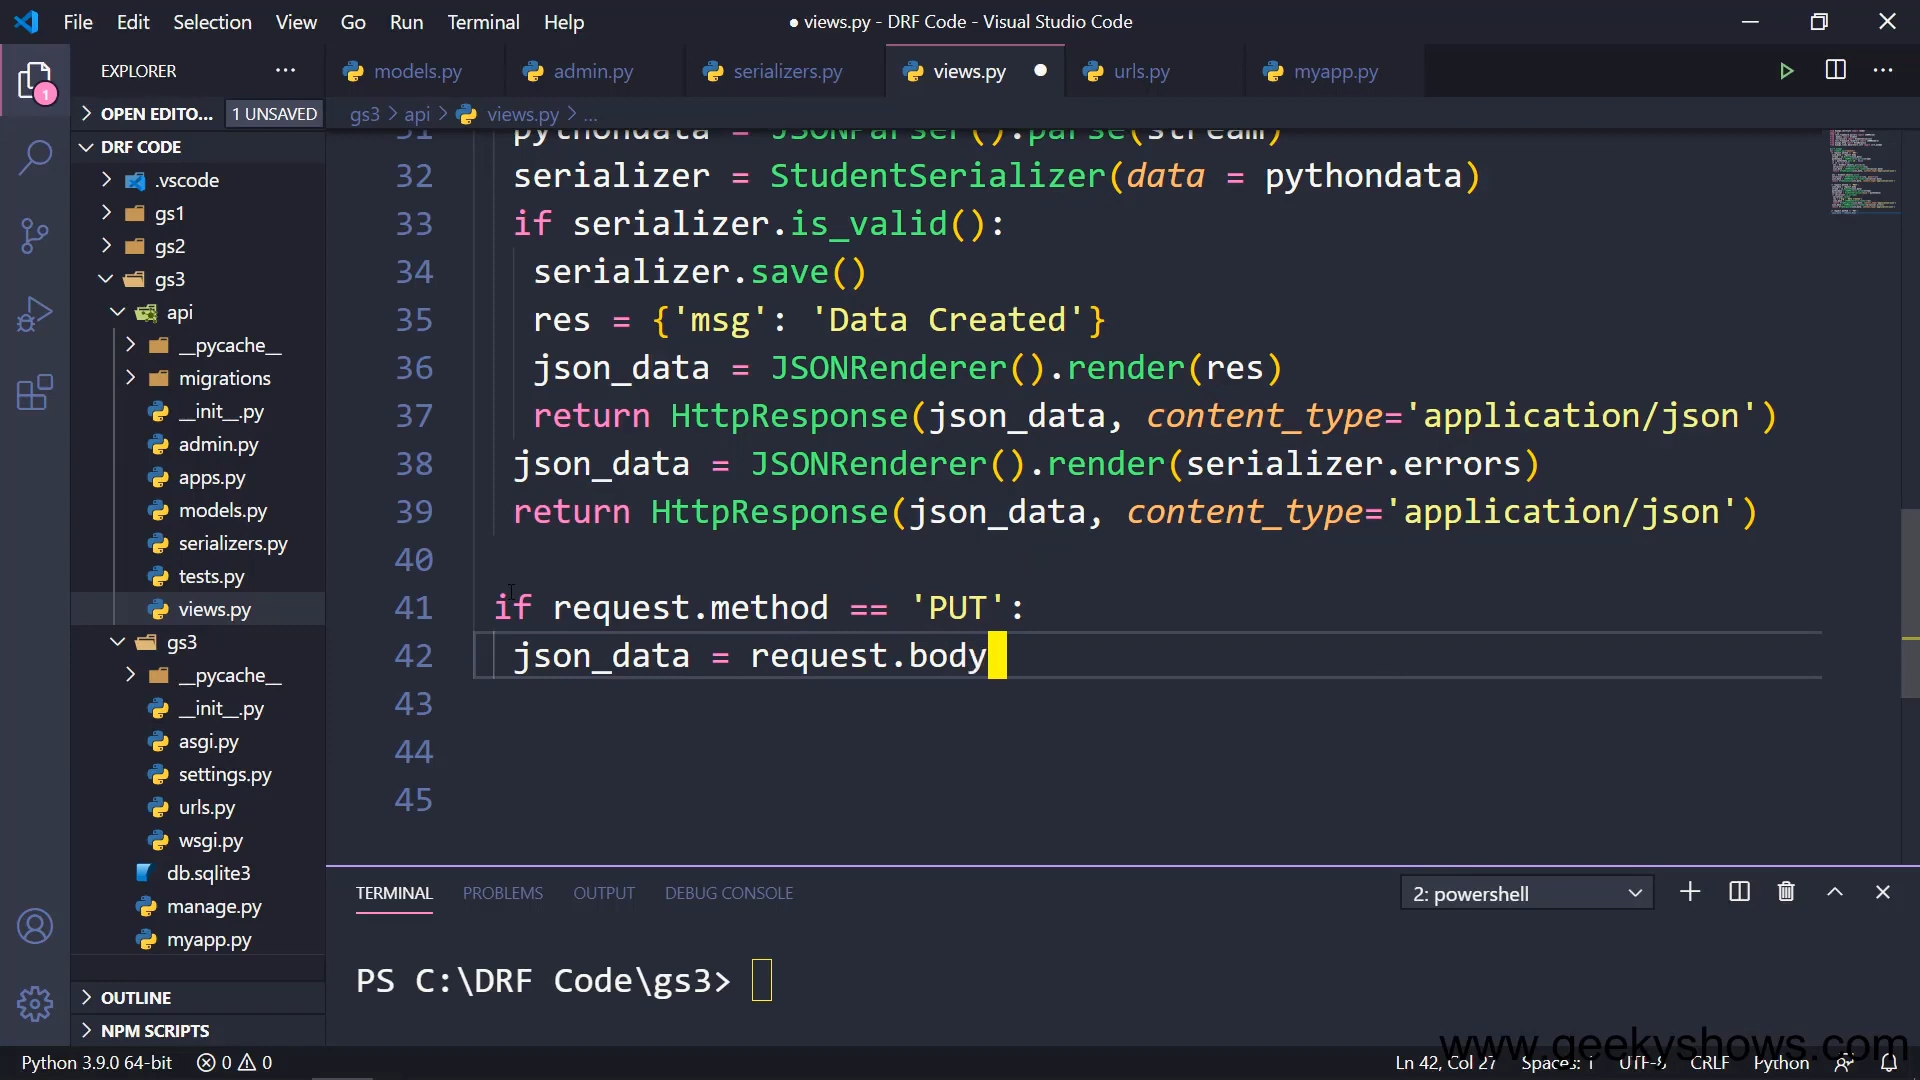 File Edit Selection View Go Run Terminal Help
● views.py - DRF Code - Visual Studio Code
EXPLORER
models.py admin.py serializers.py views.py urls.py myapp.py
1
OPEN EDITO... 1 UNSAVED
gs3 > api > views.py > ...
DRF CODE
.vscode
gs1
gs2
gs3
api
__pycache__
migrations
__init__.py
admin.py
apps.py
models.py
serializers.py
tests.py
views.py
gs3
__pycache__
__init__.py
asgi.py
settings.py
urls.py
wsgi.py
db.sqlite3
manage.py
myapp.py
OUTLINE
NPM SCRIPTS
31 pythondata = JSONParser().parse(stream)
32 serializer = StudentSerializer(data = pythondata)
33 if serializer.is_valid():
34 serializer.save()
35 res = {'msg': 'Data Created'}
36 json_data = JSONRenderer().render(res)
37 return HttpResponse(json_data, content_type='application/json')
38 json_data = JSONRenderer().render(serializer.errors)
39 return HttpResponse(json_data, content_type='application/json')
40
41 if request.method == 'PUT':
42 json_data = request.body
43
44
45
TERMINAL PROBLEMS OUTPUT DEBUG CONSOLE
2: powershell
PS C:\DRF Code\gs3>
www.geekyshows.com
Python 3.9.0 64-bit 0 0
Ln 42, Col 27 Spaces: 1 UTF-8 CRLF Python